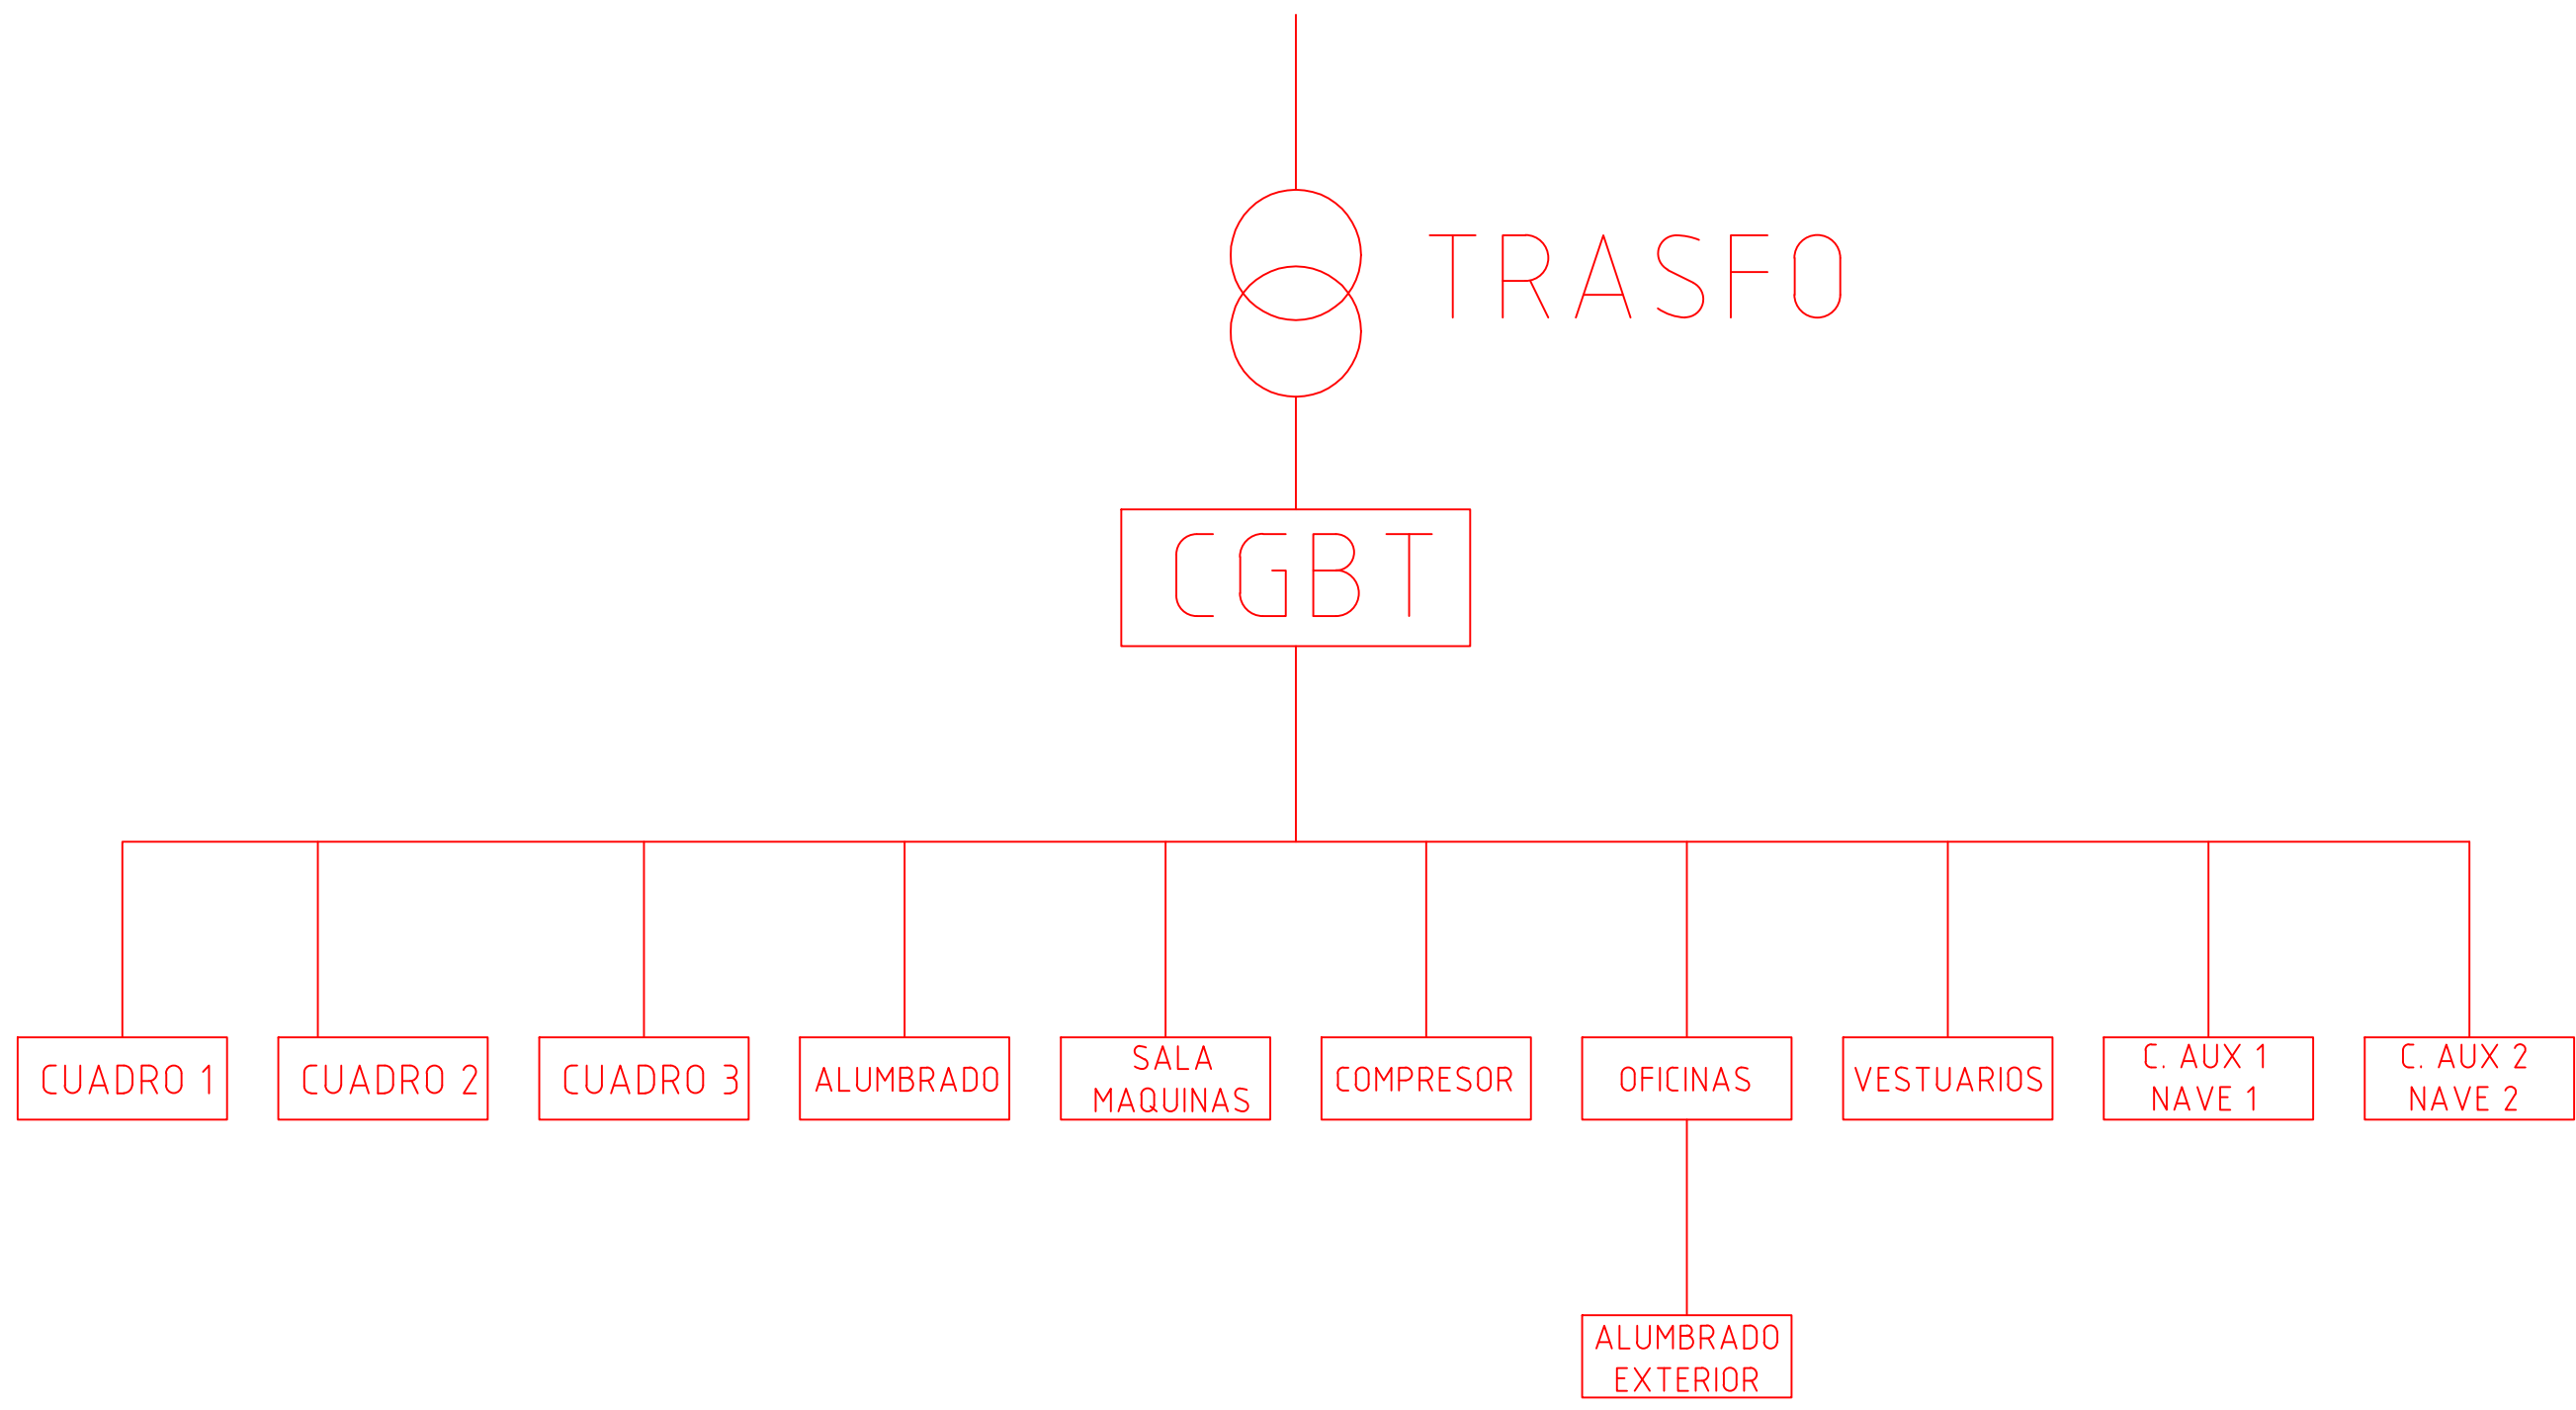 TRASFO
CGBT
CUADRO 1
CUADRO 2
CUADRO 3
ALUMBRADO
SALA
MAQUINAS
COMPRESOR
OFICINAS
VESTUARIOS
C. AUX 1
NAVE 1
C. AUX 2
NAVE 2
ALUMBRADO
EXTERIOR